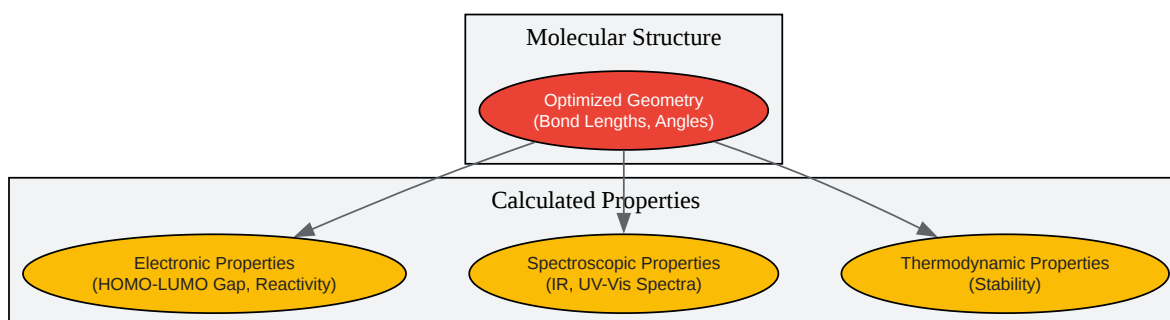 Molecular Structure
Optimized Geometry
(Bond Lengths, Angles)
Calculated Properties
Electronic Properties
(HOMO-LUMO Gap, Reactivity)
Spectroscopic Properties
(IR, UV-Vis Spectra)
Thermodynamic Properties
(Stability)